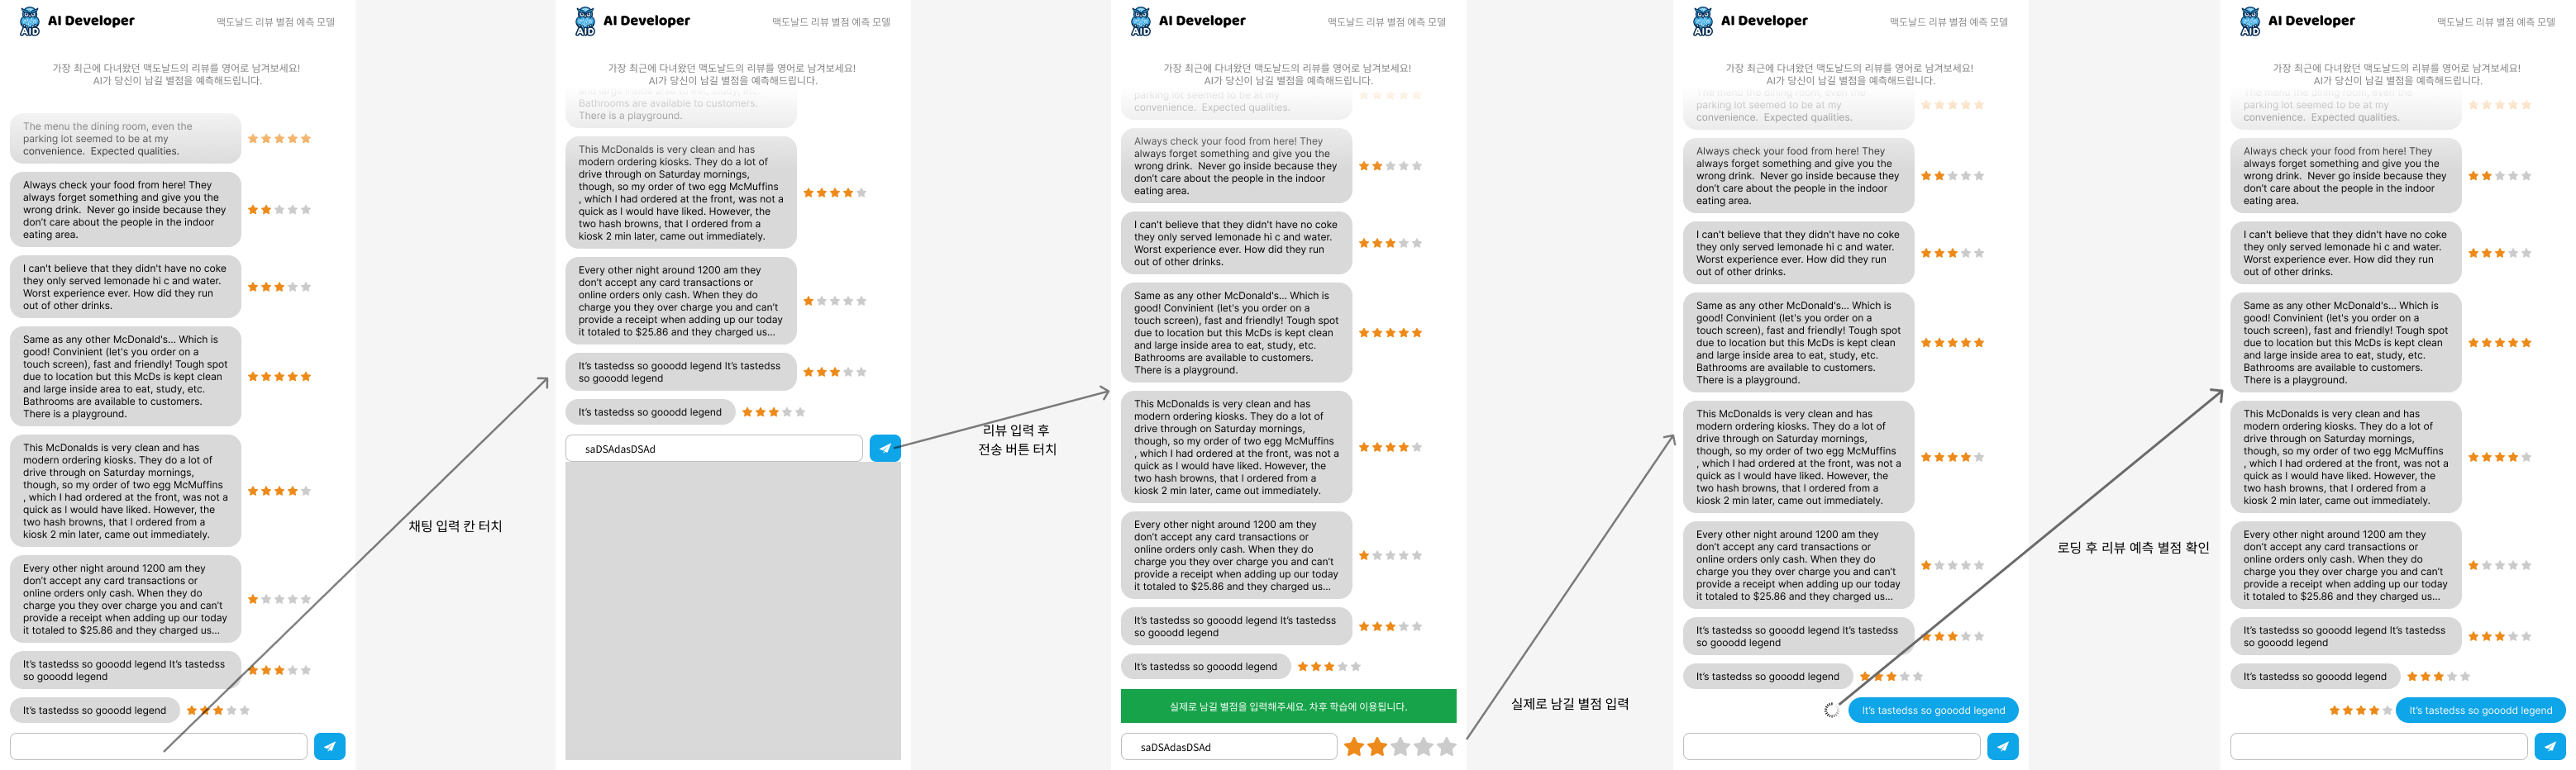 AID
AI Developer
맥도날드 리뷰 별점 예측 모델
가장 최근에 다녀왔던 맥도날드의 리뷰를 영어로 남겨보세요!
AI가 당신이 남길 별점을 예측해드립니다.
The menu the dining room, even the
parking lot seemed to be at my
convenience.  Expected qualities.
Always check your food from here! They
always forget something and give you the
wrong drink.  Never go inside because they
don't care about the people in the indoor
eating area.
I can't believe that they didn't have no coke
they only served lemonade hi c and water.
Worst experience ever. How did they run
out of other drinks.
Same as any other McDonald's... Which is
good! Convinient (let's you order on a
touch screen), fast and friendly! Tough spot
due to location but this McDs is kept clean
and large inside area to eat, study, etc.
Bathrooms are available to customers.
There is a playground.
This McDonalds is very clean and has
modern ordering kiosks. They do a lot of
drive through on Saturday mornings,
though, so my order of two egg McMuffins
, which I had ordered at the front, was not a
quick as I would have liked. However, the
two hash browns, that I ordered from a
kiosk 2 min later, came out immediately.
Every other night around 1200 am they
don't accept any card transactions or
online orders only cash. When they do
charge you they over charge you and can't
provide a receipt when adding up our today
it totaled to $25.86 and they charged us...
It's tastedss so gooodd legend It's tastedss
so gooodd legend
It's tastedss so gooodd legend
채팅 입력 칸 터치
AID
AI Developer
맥도날드 리뷰 별점 예측 모델
가장 최근에 다녀왔던 맥도날드의 리뷰를 영어로 남겨보세요!
AI가 당신이 남길 별점을 예측해드립니다.
and large inside area to eat, study, etc.
Bathrooms are available to customers.
There is a playground.
This McDonalds is very clean and has
modern ordering kiosks. They do a lot of
drive through on Saturday mornings,
though, so my order of two egg McMuffins
, which I had ordered at the front, was not a
quick as I would have liked. However, the
two hash browns, that I ordered from a
kiosk 2 min later, came out immediately.
Every other night around 1200 am they
don't accept any card transactions or
online orders only cash. When they do
charge you they over charge you and can't
provide a receipt when adding up our today
it totaled to $25.86 and they charged us...
It's tastedss so gooodd legend It's tastedss
so gooodd legend
It's tastedss so gooodd legend
saDSAdasDSAd
리뷰 입력 후
전송 버튼 터치
AID
AI Developer
맥도날드 리뷰 별점 예측 모델
가장 최근에 다녀왔던 맥도날드의 리뷰를 영어로 남겨보세요!
AI가 당신이 남길 별점을 예측해드립니다.
parking lot seemed to be at my
convenience.  Expected qualities.
Always check your food from here! They
always forget something and give you the
wrong drink.  Never go inside because they
don't care about the people in the indoor
eating area.
I can't believe that they didn't have no coke
they only served lemonade hi c and water.
Worst experience ever. How did they run
out of other drinks.
Same as any other McDonald's... Which is
good! Convinient (let's you order on a
touch screen), fast and friendly! Tough spot
due to location but this McDs is kept clean
and large inside area to eat, study, etc.
Bathrooms are available to customers.
There is a playground.
This McDonalds is very clean and has
modern ordering kiosks. They do a lot of
drive through on Saturday mornings,
though, so my order of two egg McMuffins
, which I had ordered at the front, was not a
quick as I would have liked. However, the
two hash browns, that I ordered from a
kiosk 2 min later, came out immediately.
Every other night around 1200 am they
don't accept any card transactions or
online orders only cash. When they do
charge you they over charge you and can't
provide a receipt when adding up our today
it totaled to $25.86 and they charged us...
It's tastedss so gooodd legend It's tastedss
so gooodd legend
It's tastedss so gooodd legend
실제로 남길 별점을 입력해주세요. 차후 학습에 이용됩니다.
saDSAdasDSAd
실제로 남길 별점 입력
AID
AI Developer
맥도날드 리뷰 별점 예측 모델
가장 최근에 다녀왔던 맥도날드의 리뷰를 영어로 남겨보세요!
AI가 당신이 남길 별점을 예측해드립니다.
The menu the dining room, even the
parking lot seemed to be at my
convenience.  Expected qualities.
Always check your food from here! They
always forget something and give you the
wrong drink.  Never go inside because they
don't care about the people in the indoor
eating area.
I can't believe that they didn't have no coke
they only served lemonade hi c and water.
Worst experience ever. How did they run
out of other drinks.
Same as any other McDonald's... Which is
good! Convinient (let's you order on a
touch screen), fast and friendly! Tough spot
due to location but this McDs is kept clean
and large inside area to eat, study, etc.
Bathrooms are available to customers.
There is a playground.
This McDonalds is very clean and has
modern ordering kiosks. They do a lot of
drive through on Saturday mornings,
though, so my order of two egg McMuffins
, which I had ordered at the front, was not a
quick as I would have liked. However, the
two hash browns, that I ordered from a
kiosk 2 min later, came out immediately.
Every other night around 1200 am they
don't accept any card transactions or
online orders only cash. When they do
charge you they over charge you and can't
provide a receipt when adding up our today
it totaled to $25.86 and they charged us...
It's tastedss so gooodd legend It's tastedss
so gooodd legend
It's tastedss so gooodd legend
It's tastedss so gooodd legend
로딩 후 리뷰 예측 별점 확인
AID
AI Developer
맥도날드 리뷰 별점 예측 모델
가장 최근에 다녀왔던 맥도날드의 리뷰를 영어로 남겨보세요!
AI가 당신이 남길 별점을 예측해드립니다.
The menu the dining room, even the
parking lot seemed to be at my
convenience.  Expected qualities.
Always check your food from here! They
always forget something and give you the
wrong drink.  Never go inside because they
don't care about the people in the indoor
eating area.
I can't believe that they didn't have no coke
they only served lemonade hi c and water.
Worst experience ever. How did they run
out of other drinks.
Same as any other McDonald's... Which is
good! Convinient (let's you order on a
touch screen), fast and friendly! Tough spot
due to location but this McDs is kept clean
and large inside area to eat, study, etc.
Bathrooms are available to customers.
There is a playground.
This McDonalds is very clean and has
modern ordering kiosks. They do a lot of
drive through on Saturday mornings,
though, so my order of two egg McMuffins
, which I had ordered at the front, was not a
quick as I would have liked. However, the
two hash browns, that I ordered from a
kiosk 2 min later, came out immediately.
Every other night around 1200 am they
don't accept any card transactions or
online orders only cash. When they do
charge you they over charge you and can't
provide a receipt when adding up our today
it totaled to $25.86 and they charged us...
It's tastedss so gooodd legend It's tastedss
so gooodd legend
It's tastedss so gooodd legend
It's tastedss so gooodd legend